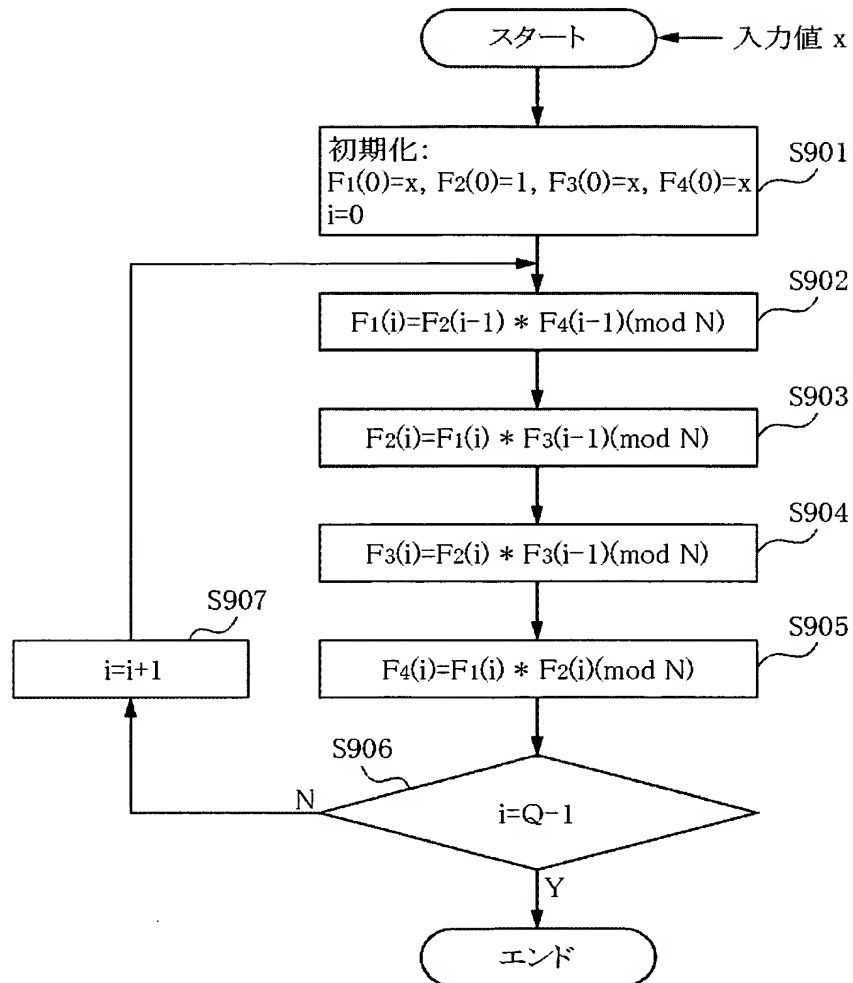 スタート
入力値 x
初期化:
F1(0)=x, F2(0)=1, F3(0)=x, F4(0)=x
i=0
S901
S902
F1(i)=F2(i-1) * F4(i-1)(mod N)
S903
F2(i)=F1(i) * F3(i-1)(mod N)
S904
F3(i)=F2(i) * F3(i-1)(mod N)
S907
i=i+1
S905
F4(i)=F1(i) * F2(i)(mod N)
S906
N
i=Q-1
Y
エンド